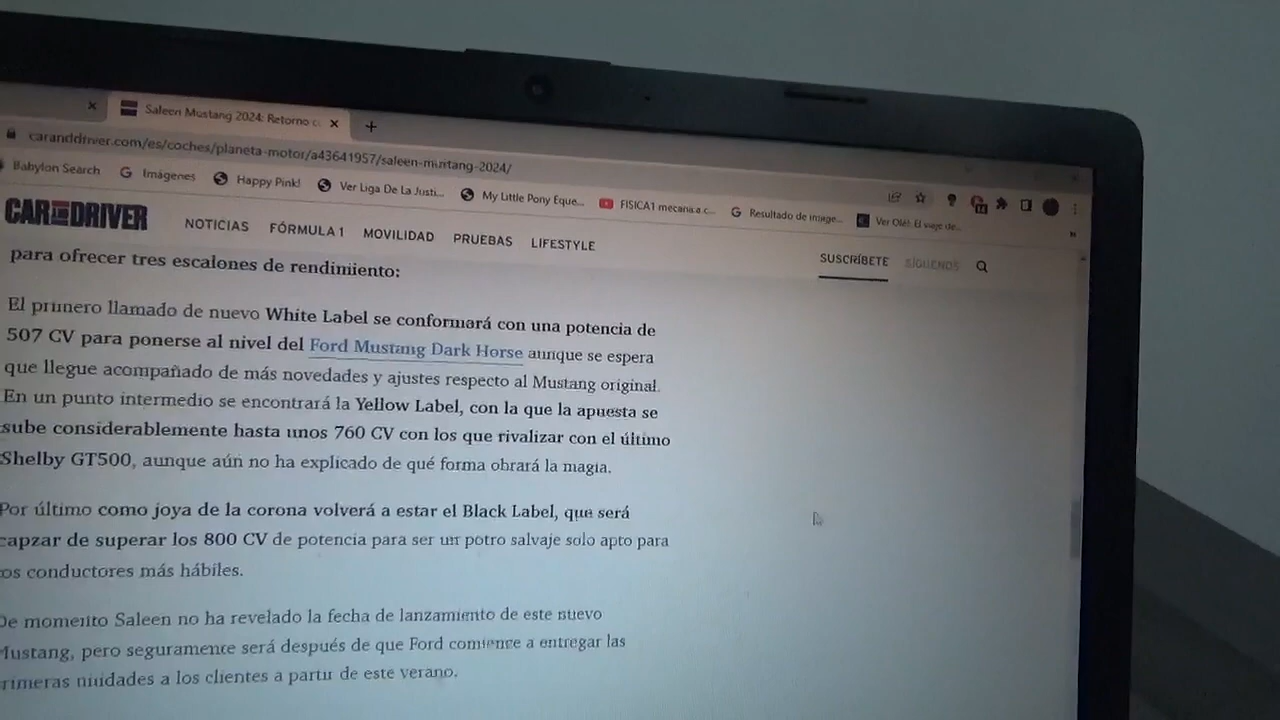 Saleen Mustang 2024: Retorno c
caranddriver.com/es/coches/planeta-motor/a43641957/saleen-mustang-2024/
Babylon Search Imágenes Happy Pink! Ver Liga De La Justi... My Little Pony Eque... FISICA1 mecania.a.c... Resultado de image... Ver Olé!: El viaje de...
CAR AND DRIVER NOTICIAS FÓRMULA 1 MOVILIDAD PRUEBAS LIFESTYLE SUSCRÍBETE SÍGUENOS
para ofrecer tres escalones de rendimiento:
El primero llamado de nuevo White Label se conformará con una potencia de
507 CV para ponerse al nivel del Ford Mustang Dark Horse aunque se espera
que llegue acompañado de más novedades y ajustes respecto al Mustang original.
En un punto intermedio se encontrará la Yellow Label, con la que la apuesta se
sube considerablemente hasta unos 760 CV con los que rivalizar con el último
Shelby GT500, aunque aún no ha explicado de qué forma obrará la magia.
Por último como joya de la corona volverá a estar el Black Label, que será
capzar de superar los 800 CV de potencia para ser un potro salvaje solo apto para
os conductores más hábiles.
De momento Saleen no ha revelado la fecha de lanzamiento de este nuevo
Mustang, pero seguramente será después de que Ford comience a entregar las
rimeras unidades a los clientes a partir de este verano.